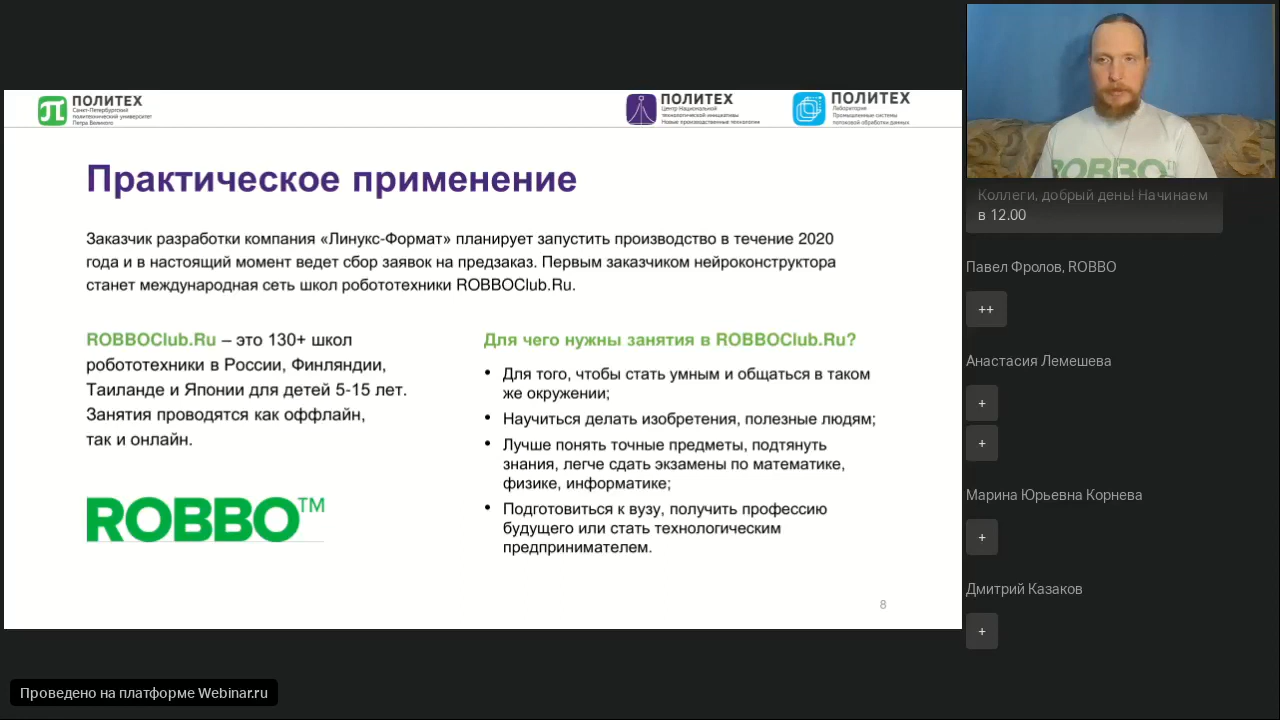 ПОЛИТЕХ
Санкт-Петербургский
политехнический университет
Петра Великого
ПОЛИТЕХ
Центр Национальной
технологической инициативы
Новые производственные технологии
ПОЛИТЕХ
Лаборатория
Промышленные системы
потоковой обработки данных
Практическое применение
Заказчик разработки компания «Линукс-Формат» планирует запустить производство в течение 2020
года и в настоящий момент ведет сбор заявок на предзаказ. Первым заказчиком нейроконструктора
станет международная сеть школ робототехники ROBBOClub.Ru.
ROBBOClub.Ru – это 130+ школ
робототехники в России, Финляндии,
Таиланде и Японии для детей 5-15 лет.
Занятия проводятся как оффлайн,
так и онлайн.
ROBBO™
Для чего нужны занятия в ROBBOClub.Ru?
• Для того, чтобы стать умным и общаться в таком
же окружении;
• Научиться делать изобретения, полезные людям;
• Лучше понять точные предметы, подтянуть
знания, легче сдать экзамены по математике,
физике, информатике;
• Подготовиться к вузу, получить профессию
будущего или стать технологическим
предпринимателем.
8
Проведено на платформе Webinar.ru
ROBBO
Коллеги, добрый день! Начинаем
в 12.00
Павел Фролов, ROBBO
++
Анастасия Лемешева
+
+
Марина Юрьевна Корнева
+
Дмитрий Казаков
+